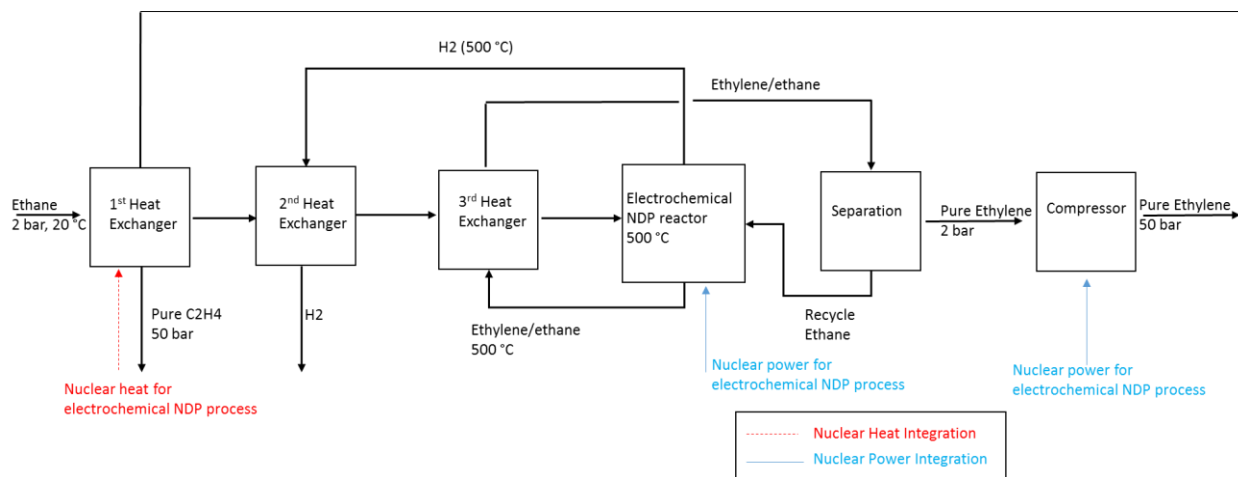 H2 (500 °C)
Ethylene/ethane
Ethane
2 bar, 20 °C
1st Heat
Exchanger
2nd Heat
Exchanger
3rd Heat
Exchanger
Electrochemical
NDP reactor
500 °C
Separation
Pure Ethylene
2 bar
Compressor
Pure Ethylene
50 bar
Pure C2H4
50 bar
H2
Ethylene/ethane
500 °C
Recycle
Ethane
Nuclear heat for
electrochemical NDP process
Nuclear power for
electrochemical NDP process
Nuclear power for
electrochemical NDP process
Nuclear Heat Integration
Nuclear Power Integration